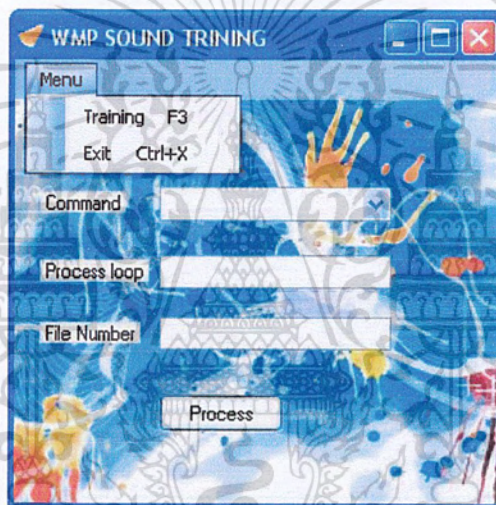 WMP SOUND TRINING
Menu
Training F3
Exit Ctrl+X
Command
Process loop
File Number
Process